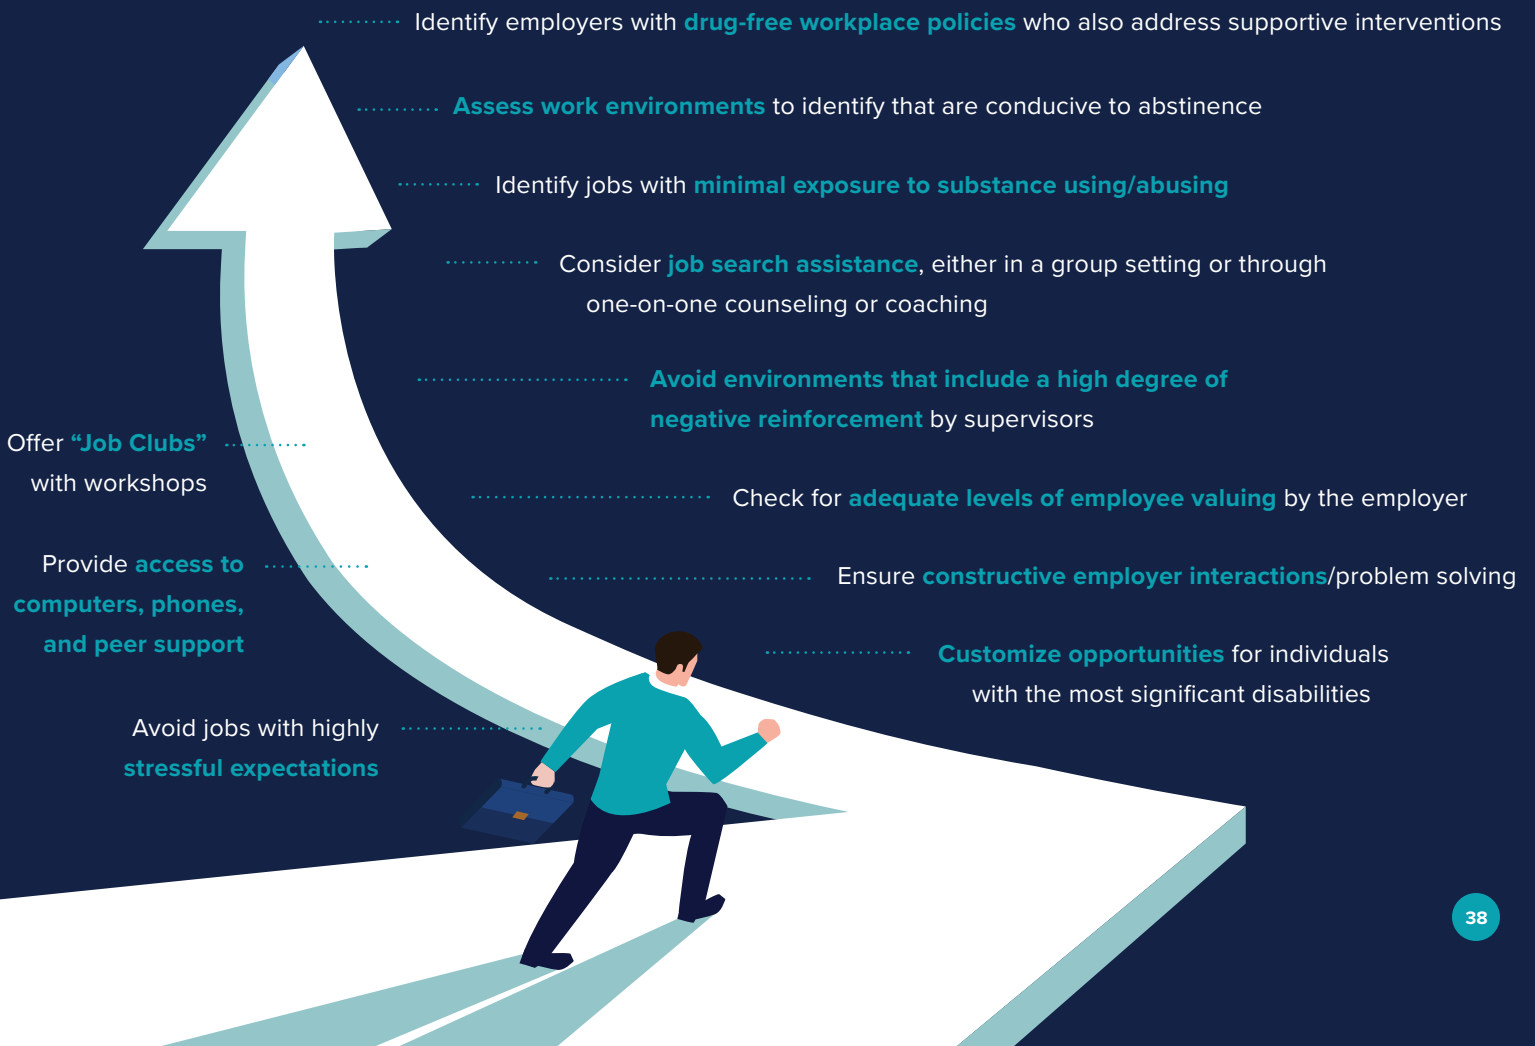 Identify employers with drug-free workplace policies who also address supportive interventions
Assess work environments to identify that are conducive to abstinence
Identify jobs with minimal exposure to substance using/abusing
Consider job search assistance, either in a group setting or through
one-on-one counseling or coaching
Avoid environments that include a high degree of
negative reinforcement by supervisors
Offer “Job Clubs”
with workshops
Check for adequate levels of employee valuing by the employer
Provide access to
computers, phones,
and peer support
Ensure constructive employer interactions/problem solving
Customize opportunities for individuals
with the most significant disabilities
Avoid jobs with highly
stressful expectations
38